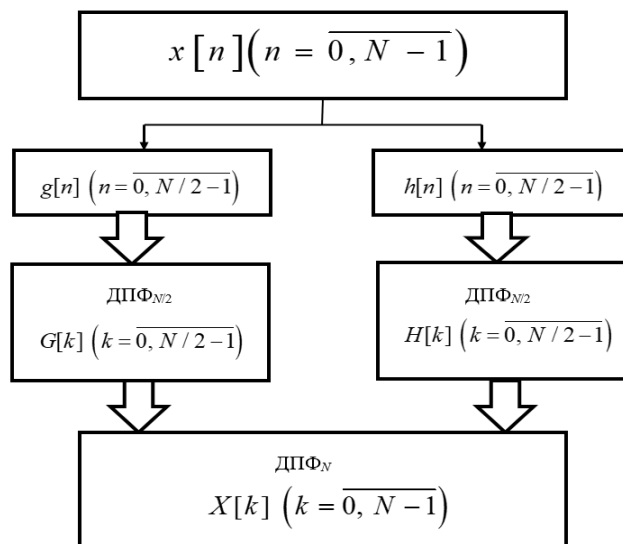 x[n](n = 0, N − 1)
g[n] (n = 0, N / 2 − 1)
h[n] (n = 0, N / 2 − 1)
ДПФN/2
G[k] (k = 0, N / 2 − 1)
ДПФN/2
H[k] (k = 0, N / 2 − 1)
ДПФN
X[k] (k = 0, N − 1)